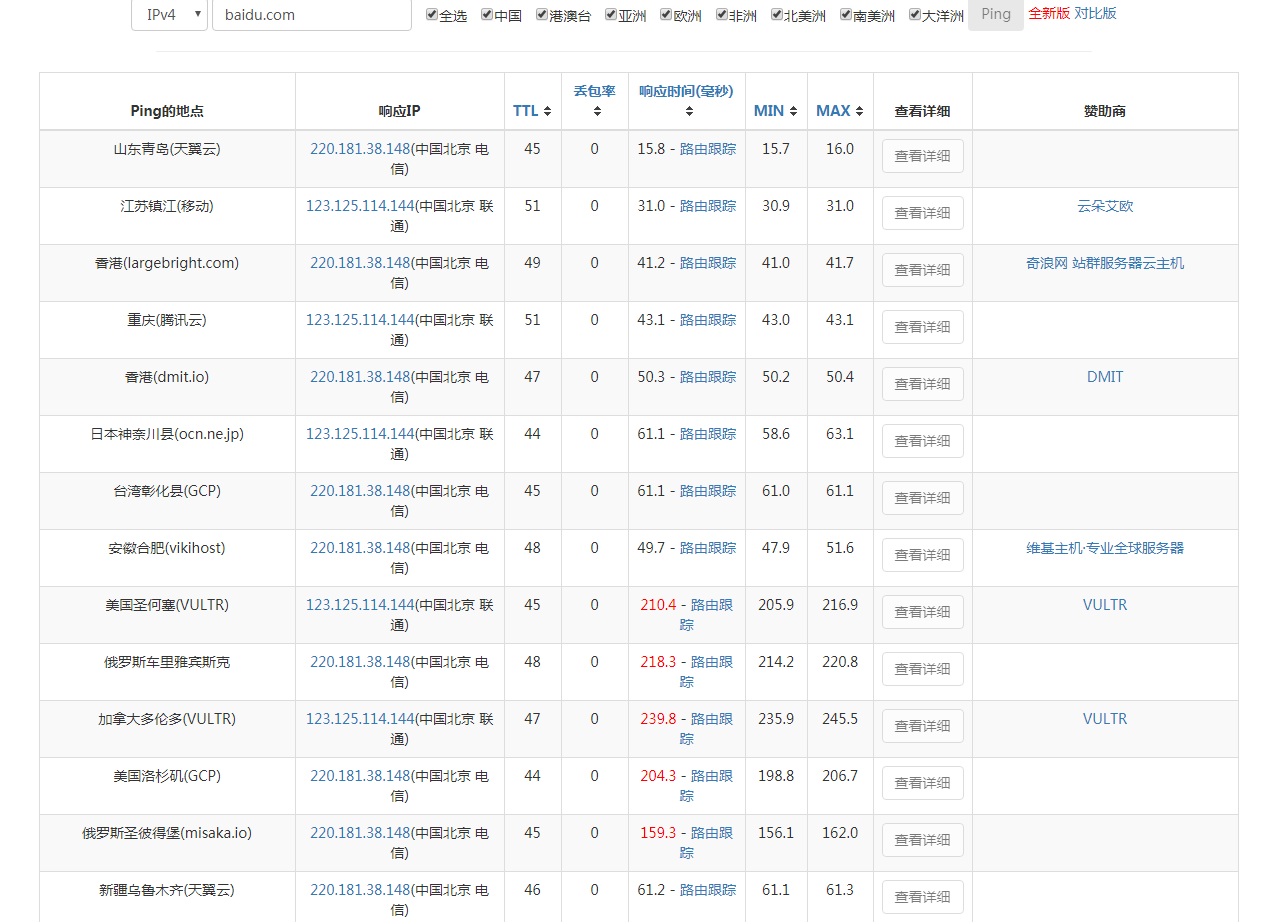 IPv4 baidu.com 全选 中国 港澳台 亚洲 欧洲 非洲 北美洲 南美洲 大洋洲 Ping 全新版 对比版
Ping的地点 响应IP TTL 丢包率 响应时间(毫秒) MIN MAX 查看详细 赞助商
山东青岛(天翼云) 220.181.38.148(中国北京 电 45 0 15.8 - 路由跟踪 15.7 16.0 查看详细
信)
江苏镇江(移动) 123.125.114.144(中国北京 联 51 0 31.0 - 路由跟踪 30.9 31.0 查看详细 云朵艾欧
通)
香港(largebright.com) 220.181.38.148(中国北京 电 49 0 41.2 - 路由跟踪 41.0 41.7 查看详细 奇浪网 站群服务器云主机
信)
重庆(腾讯云) 123.125.114.144(中国北京 联 51 0 43.1 - 路由跟踪 43.0 43.1 查看详细
通)
香港(dmit.io) 220.181.38.148(中国北京 电 47 0 50.3 - 路由跟踪 50.2 50.4 查看详细 DMIT
信)
日本神奈川县(ocn.ne.jp) 123.125.114.144(中国北京 联 44 0 61.1 - 路由跟踪 58.6 63.1 查看详细
通)
台湾彰化县(GCP) 220.181.38.148(中国北京 电 45 0 61.1 - 路由跟踪 61.0 61.1 查看详细
信)
安徽合肥(vikihost) 220.181.38.148(中国北京 电 48 0 49.7 - 路由跟踪 47.9 51.6 查看详细 维基主机·专业全球服务器
信)
美国圣何塞(VULTR) 123.125.114.144(中国北京 联 45 0 210.4 - 路由跟 205.9 216.9 查看详细 VULTR
通) 踪
俄罗斯车里雅宾斯克 220.181.38.148(中国北京 电 48 0 218.3 - 路由跟 214.2 220.8 查看详细
信) 踪
加拿大多伦多(VULTR) 123.125.114.144(中国北京 联 47 0 239.8 - 路由跟 235.9 245.5 查看详细 VULTR
通) 踪
美国洛杉矶(GCP) 220.181.38.148(中国北京 电 44 0 204.3 - 路由跟 198.8 206.7 查看详细
信) 踪
俄罗斯圣彼得堡(misaka.io) 220.181.38.148(中国北京 电 45 0 159.3 - 路由跟 156.1 162.0 查看详细
信) 踪
新疆乌鲁木齐(天翼云) 220.181.38.148(中国北京 电 46 0 61.2 - 路由跟踪 61.1 61.3 查看详细
信)